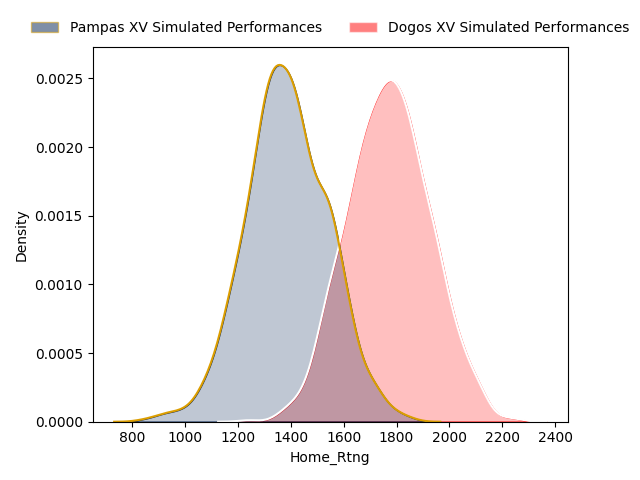 Pampas XV Simulated Performances
Dogos XV Simulated Performances
0.0025
0.0020
0.0015
0.0010
0.0005
0.0000
Density
800 1000 1200 1400 1600 1800 2000 2200 2400
Home_Rtng